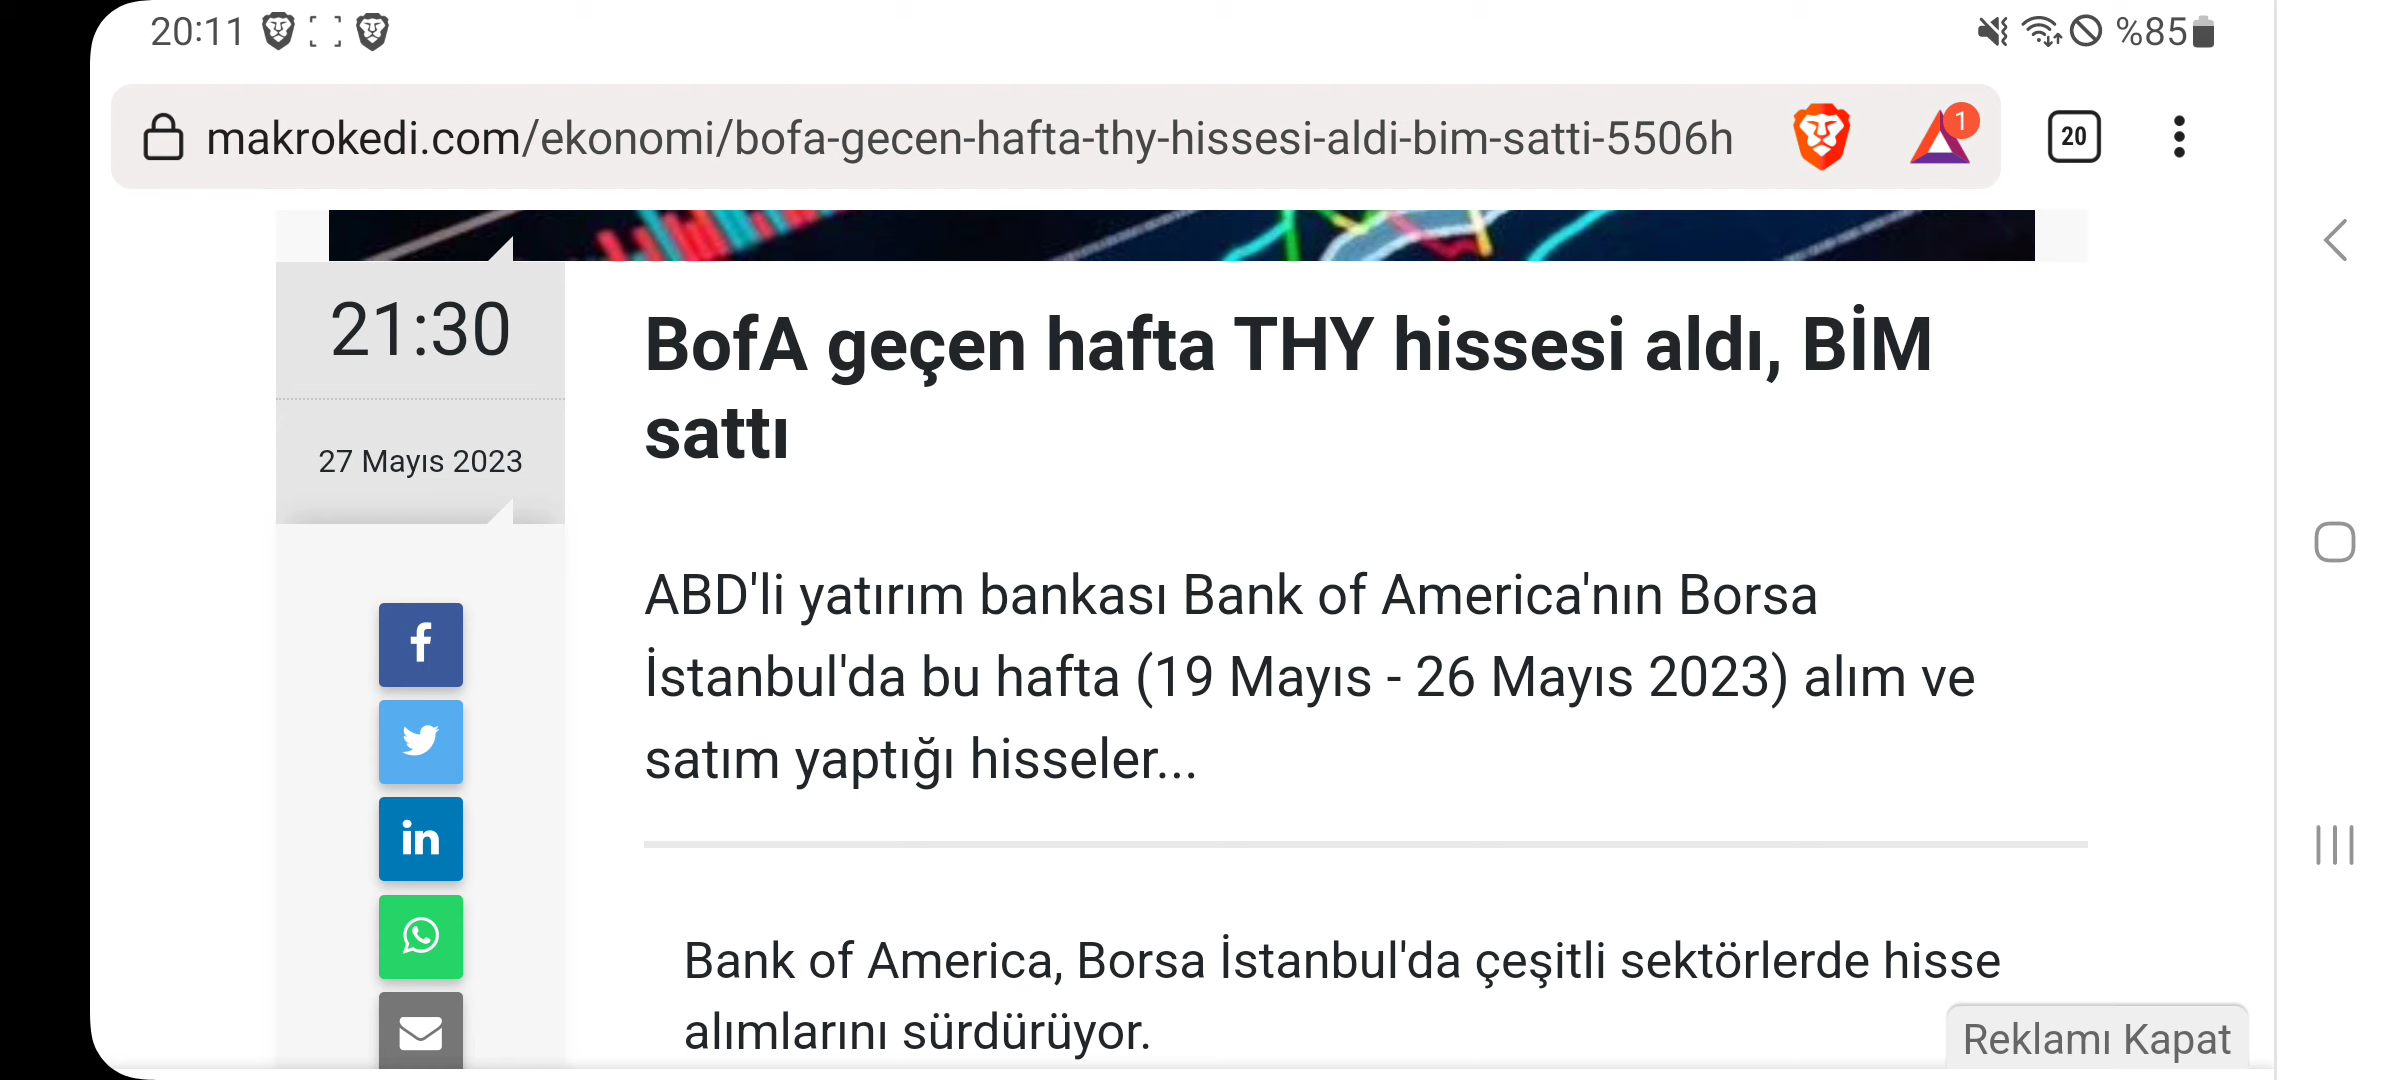 20:11
%85
makrokedi.com/ekonomi/bofa-gecen-hafta-thy-hissesi-aldi-bim-satti-5506h
1
20
21:30
27 Mayıs 2023
BofA geçen hafta THY hissesi aldı, BİM
sattı
ABD'li yatırım bankası Bank of America'nın Borsa
İstanbul'da bu hafta (19 Mayıs - 26 Mayıs 2023) alım ve
satım yaptığı hisseler...
Bank of America, Borsa İstanbul'da çeşitli sektörlerde hisse
alımlarını sürdürüyor.
Reklamı Kapat